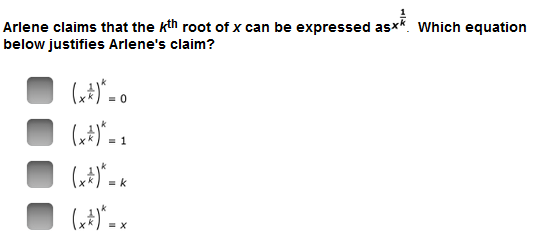 Arlene claims that the kth root of x can be expressed as x^(1/k). Which equation
below justifies Arlene's claim?
(x^(1/k))^k = 0
(x^(1/k))^k = 1
(x^(1/k))^k = k
(x^(1/k))^k = x